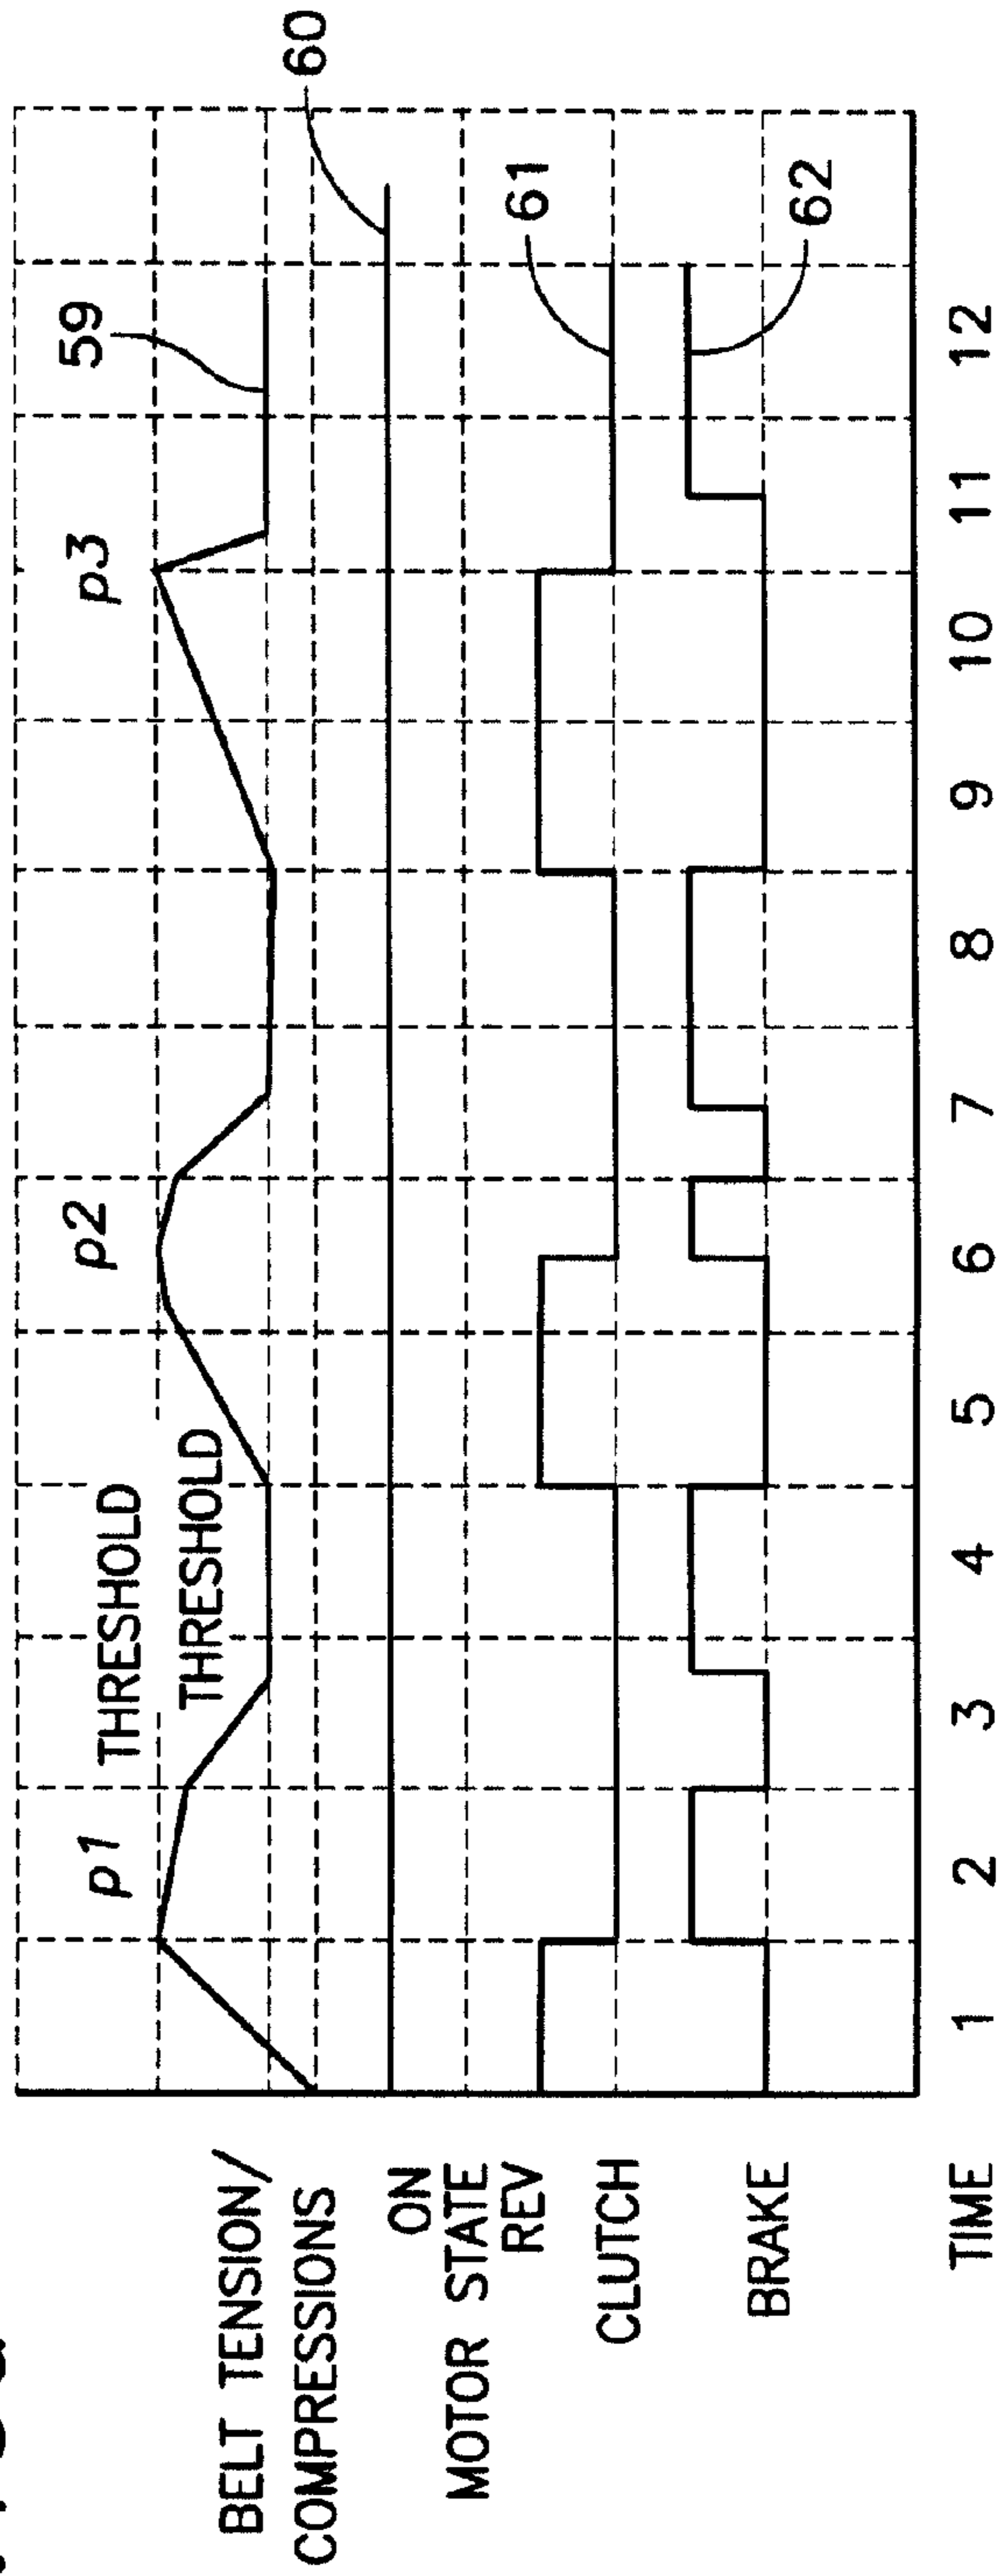 p1
THRESHOLD
THRESHOLD
p2
p3
59
60
61
62
BELT TENSION/
COMPRESSIONS
ON
MOTOR STATE
REV
CLUTCH
BRAKE
TIME 1 2 3 4 5 6 7 8 9 10 11 12